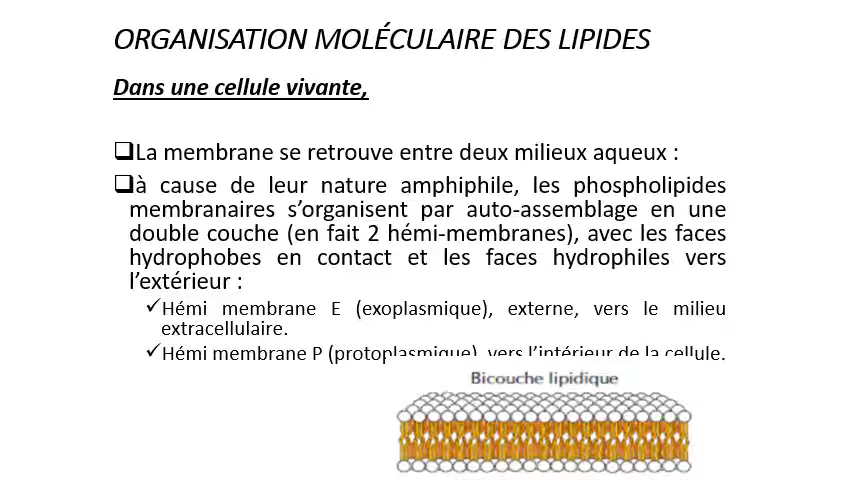 ORGANISATION MOLÉCULAIRE DES LIPIDES
Dans une cellule vivante,
❑La membrane se retrouve entre deux milieux aqueux :
❑à cause de leur nature amphiphile, les phospholipides
membranaires s’organisent par auto-assemblage en une
double couche (en fait 2 hémi-membranes), avec les faces
hydrophobes en contact et les faces hydrophiles vers
l’extérieur :
✓Hémi membrane E (exoplasmique), externe, vers le milieu
extracellulaire.
✓Hémi membrane P (protoplasmique), vers l’intérieur de la cellule.
Bicouche lipidique